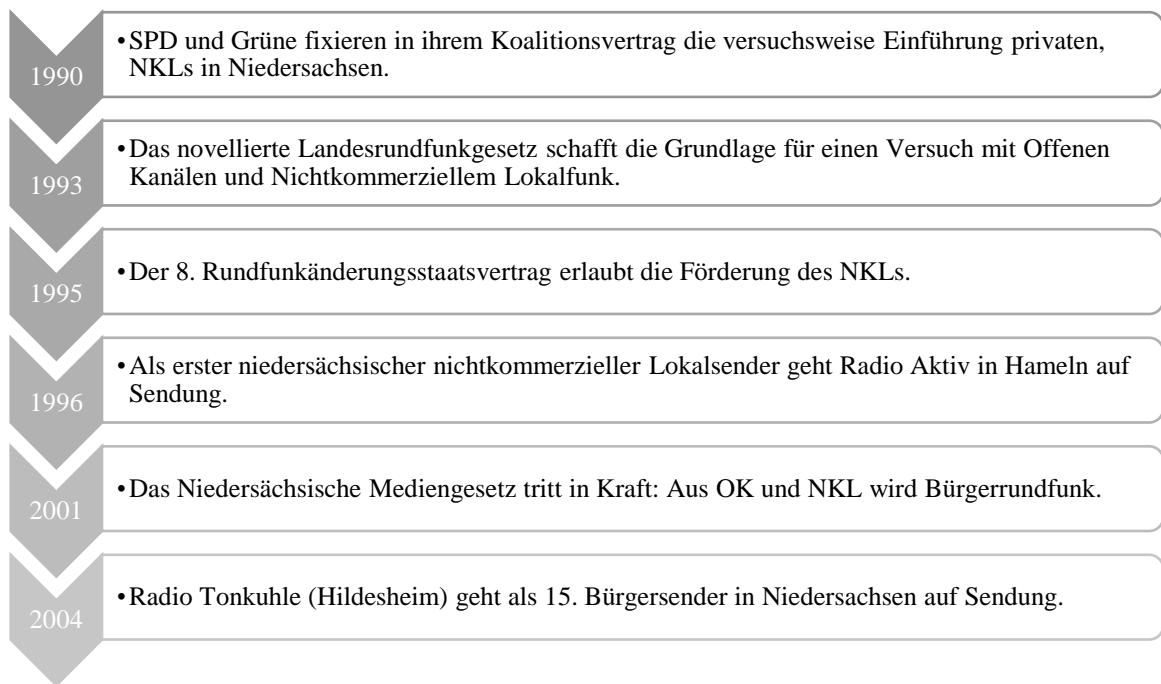 1990
•SPD und Grüne fixieren in ihrem Koalitionsvertrag die versuchsweise Einführung privaten,
NKLs in Niedersachsen.
1993
•Das novellierte Landesrundfunkgesetz schafft die Grundlage für einen Versuch mit Offenen
Kanälen und Nichtkommerziellem Lokalfunk.
1995
•Der 8. Rundfunkänderungsstaatsvertrag erlaubt die Förderung des NKLs.
1996
•Als erster niedersächsischer nichtkommerzieller Lokalsender geht Radio Aktiv in Hameln auf
Sendung.
2001
•Das Niedersächsische Mediengesetz tritt in Kraft: Aus OK und NKL wird Bürgerrundfunk.
2004
•Radio Tonkuhle (Hildesheim) geht als 15. Bürgersender in Niedersachsen auf Sendung.